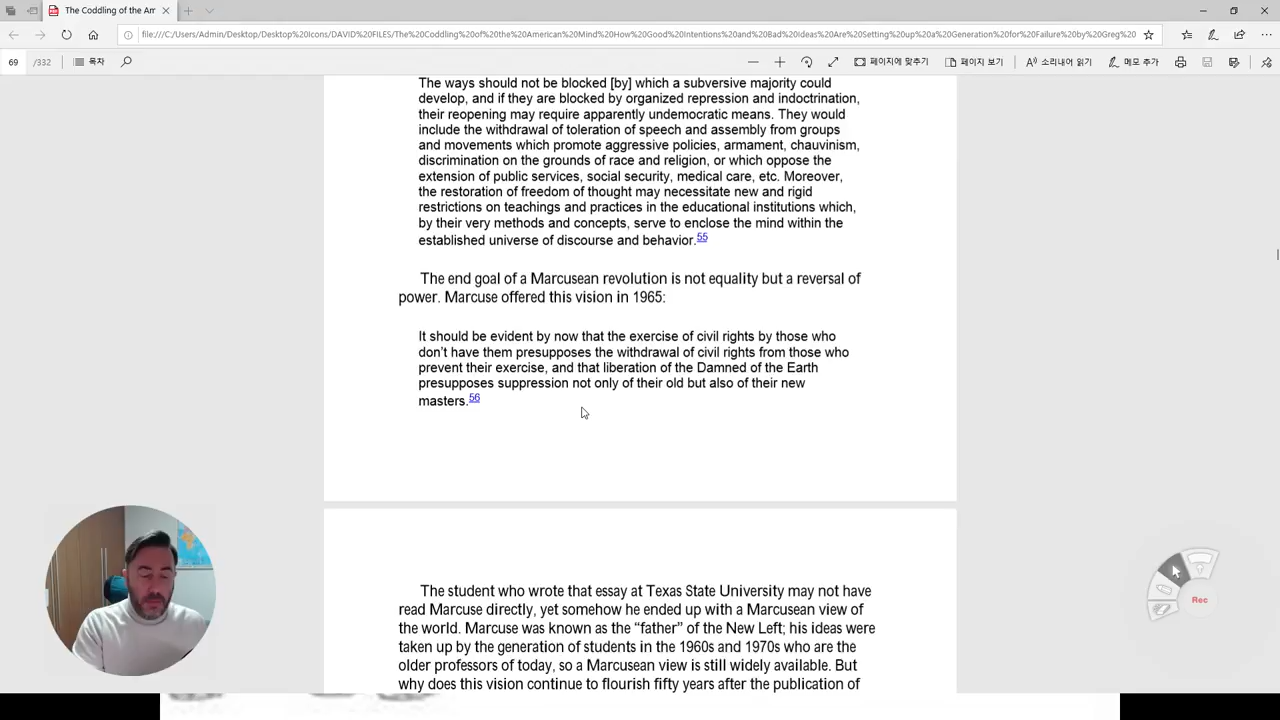 The Coddling of the Am
file:///C:/Users/Admin/Desktop/Desktop%20Icons/DAVID%20FILES/The%20Coddling%20of%20the%20American%20Mind%20How%20Good%20Intentions%20and%20Bad%20Ideas%20Are%20Setting%20up%20a%20Generation%20for%20Failure%20by%20Greg%20
69 /332 목차 페이지에 맞추기 페이지 보기 소리내어 읽기 메모 추가
The ways should not be blocked [by] which a subversive majority could
develop, and if they are blocked by organized repression and indoctrination,
their reopening may require apparently undemocratic means. They would
include the withdrawal of toleration of speech and assembly from groups
and movements which promote aggressive policies, armament, chauvinism,
discrimination on the grounds of race and religion, or which oppose the
extension of public services, social security, medical care, etc. Moreover,
the restoration of freedom of thought may necessitate new and rigid
restrictions on teachings and practices in the educational institutions which,
by their very methods and concepts, serve to enclose the mind within the
established universe of discourse and behavior.55
The end goal of a Marcusean revolution is not equality but a reversal of
power. Marcuse offered this vision in 1965:
It should be evident by now that the exercise of civil rights by those who
don’t have them presupposes the withdrawal of civil rights from those who
prevent their exercise, and that liberation of the Damned of the Earth
presupposes suppression not only of their old but also of their new
masters.56
The student who wrote that essay at Texas State University may not have
read Marcuse directly, yet somehow he ended up with a Marcusean view of
the world. Marcuse was known as the “father” of the New Left; his ideas were
taken up by the generation of students in the 1960s and 1970s who are the
older professors of today, so a Marcusean view is still widely available. But
why does this vision continue to flourish fifty years after the publication of
Rec